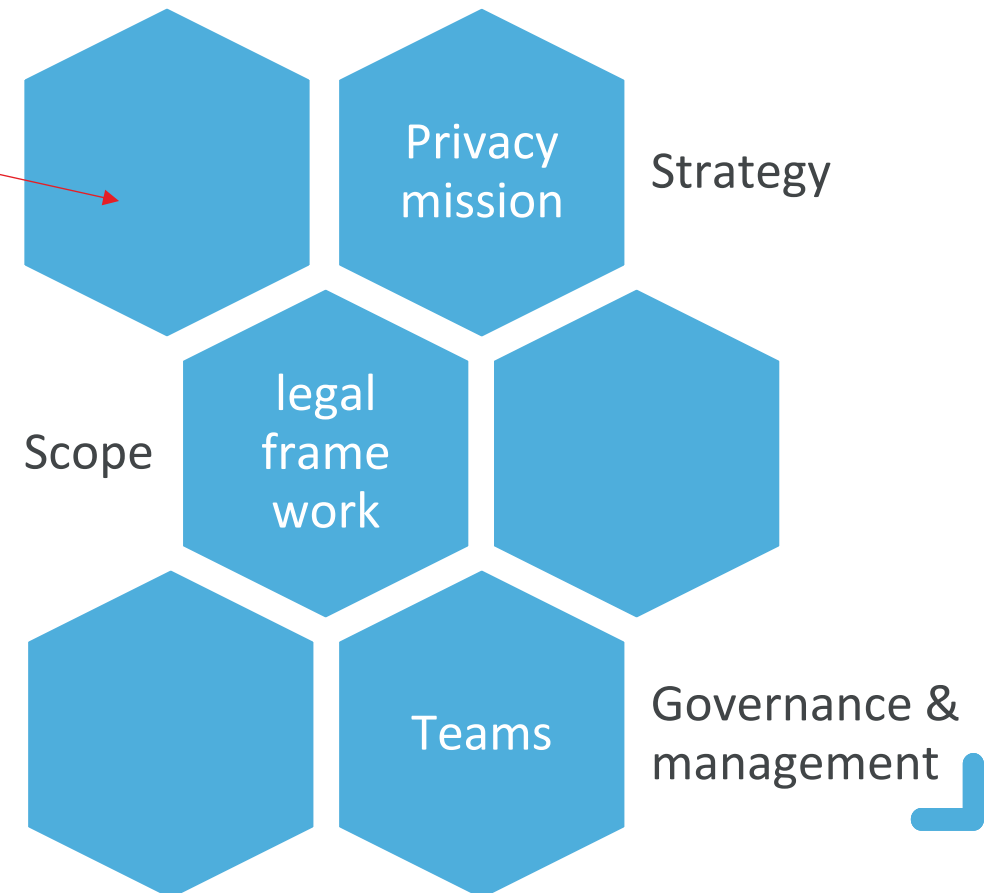 Privacy
mission
Strategy
Scope
legal
frame
work
Teams
Governance &
management